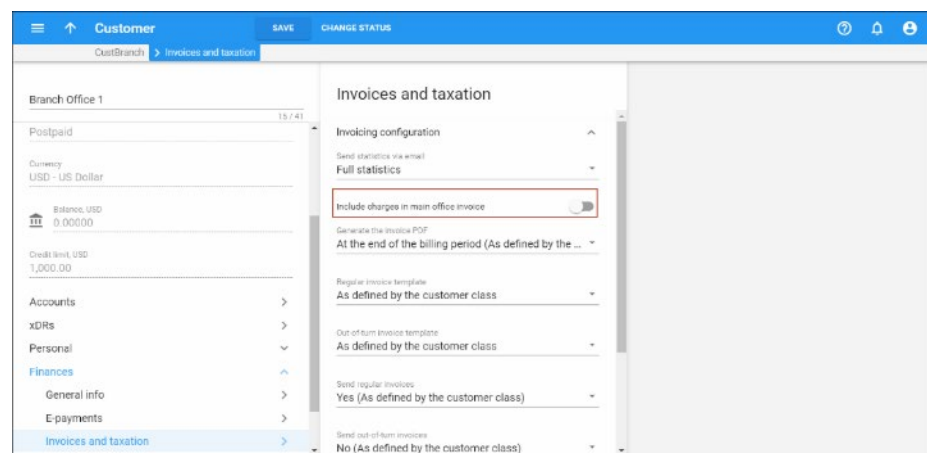 Customer
SAVE
CHANGE STATUS
CustBranch
Invoices and taxation
Branch Office 1
15 / 41
Postpaid
Currency
USD - US Dollar
Balance, USD
0.00000
Credit limit, USD
1,000.00
Accounts
xDRs
Personal
Finances
General info
E-payments
Invoices and taxation
Invoices and taxation
Invoicing configuration
Send statistics via email
Full statistics
Include charges in main office invoice
Generate the invoice PDF
At the end of the billing period (As defined by the ...
Regular invoice template
As defined by the customer class
Out-of-turn invoice template
As defined by the customer class
Send regular invoices
Yes (As defined by the customer class)
Send out-of-turn invoices
No (As defined by the customer class)